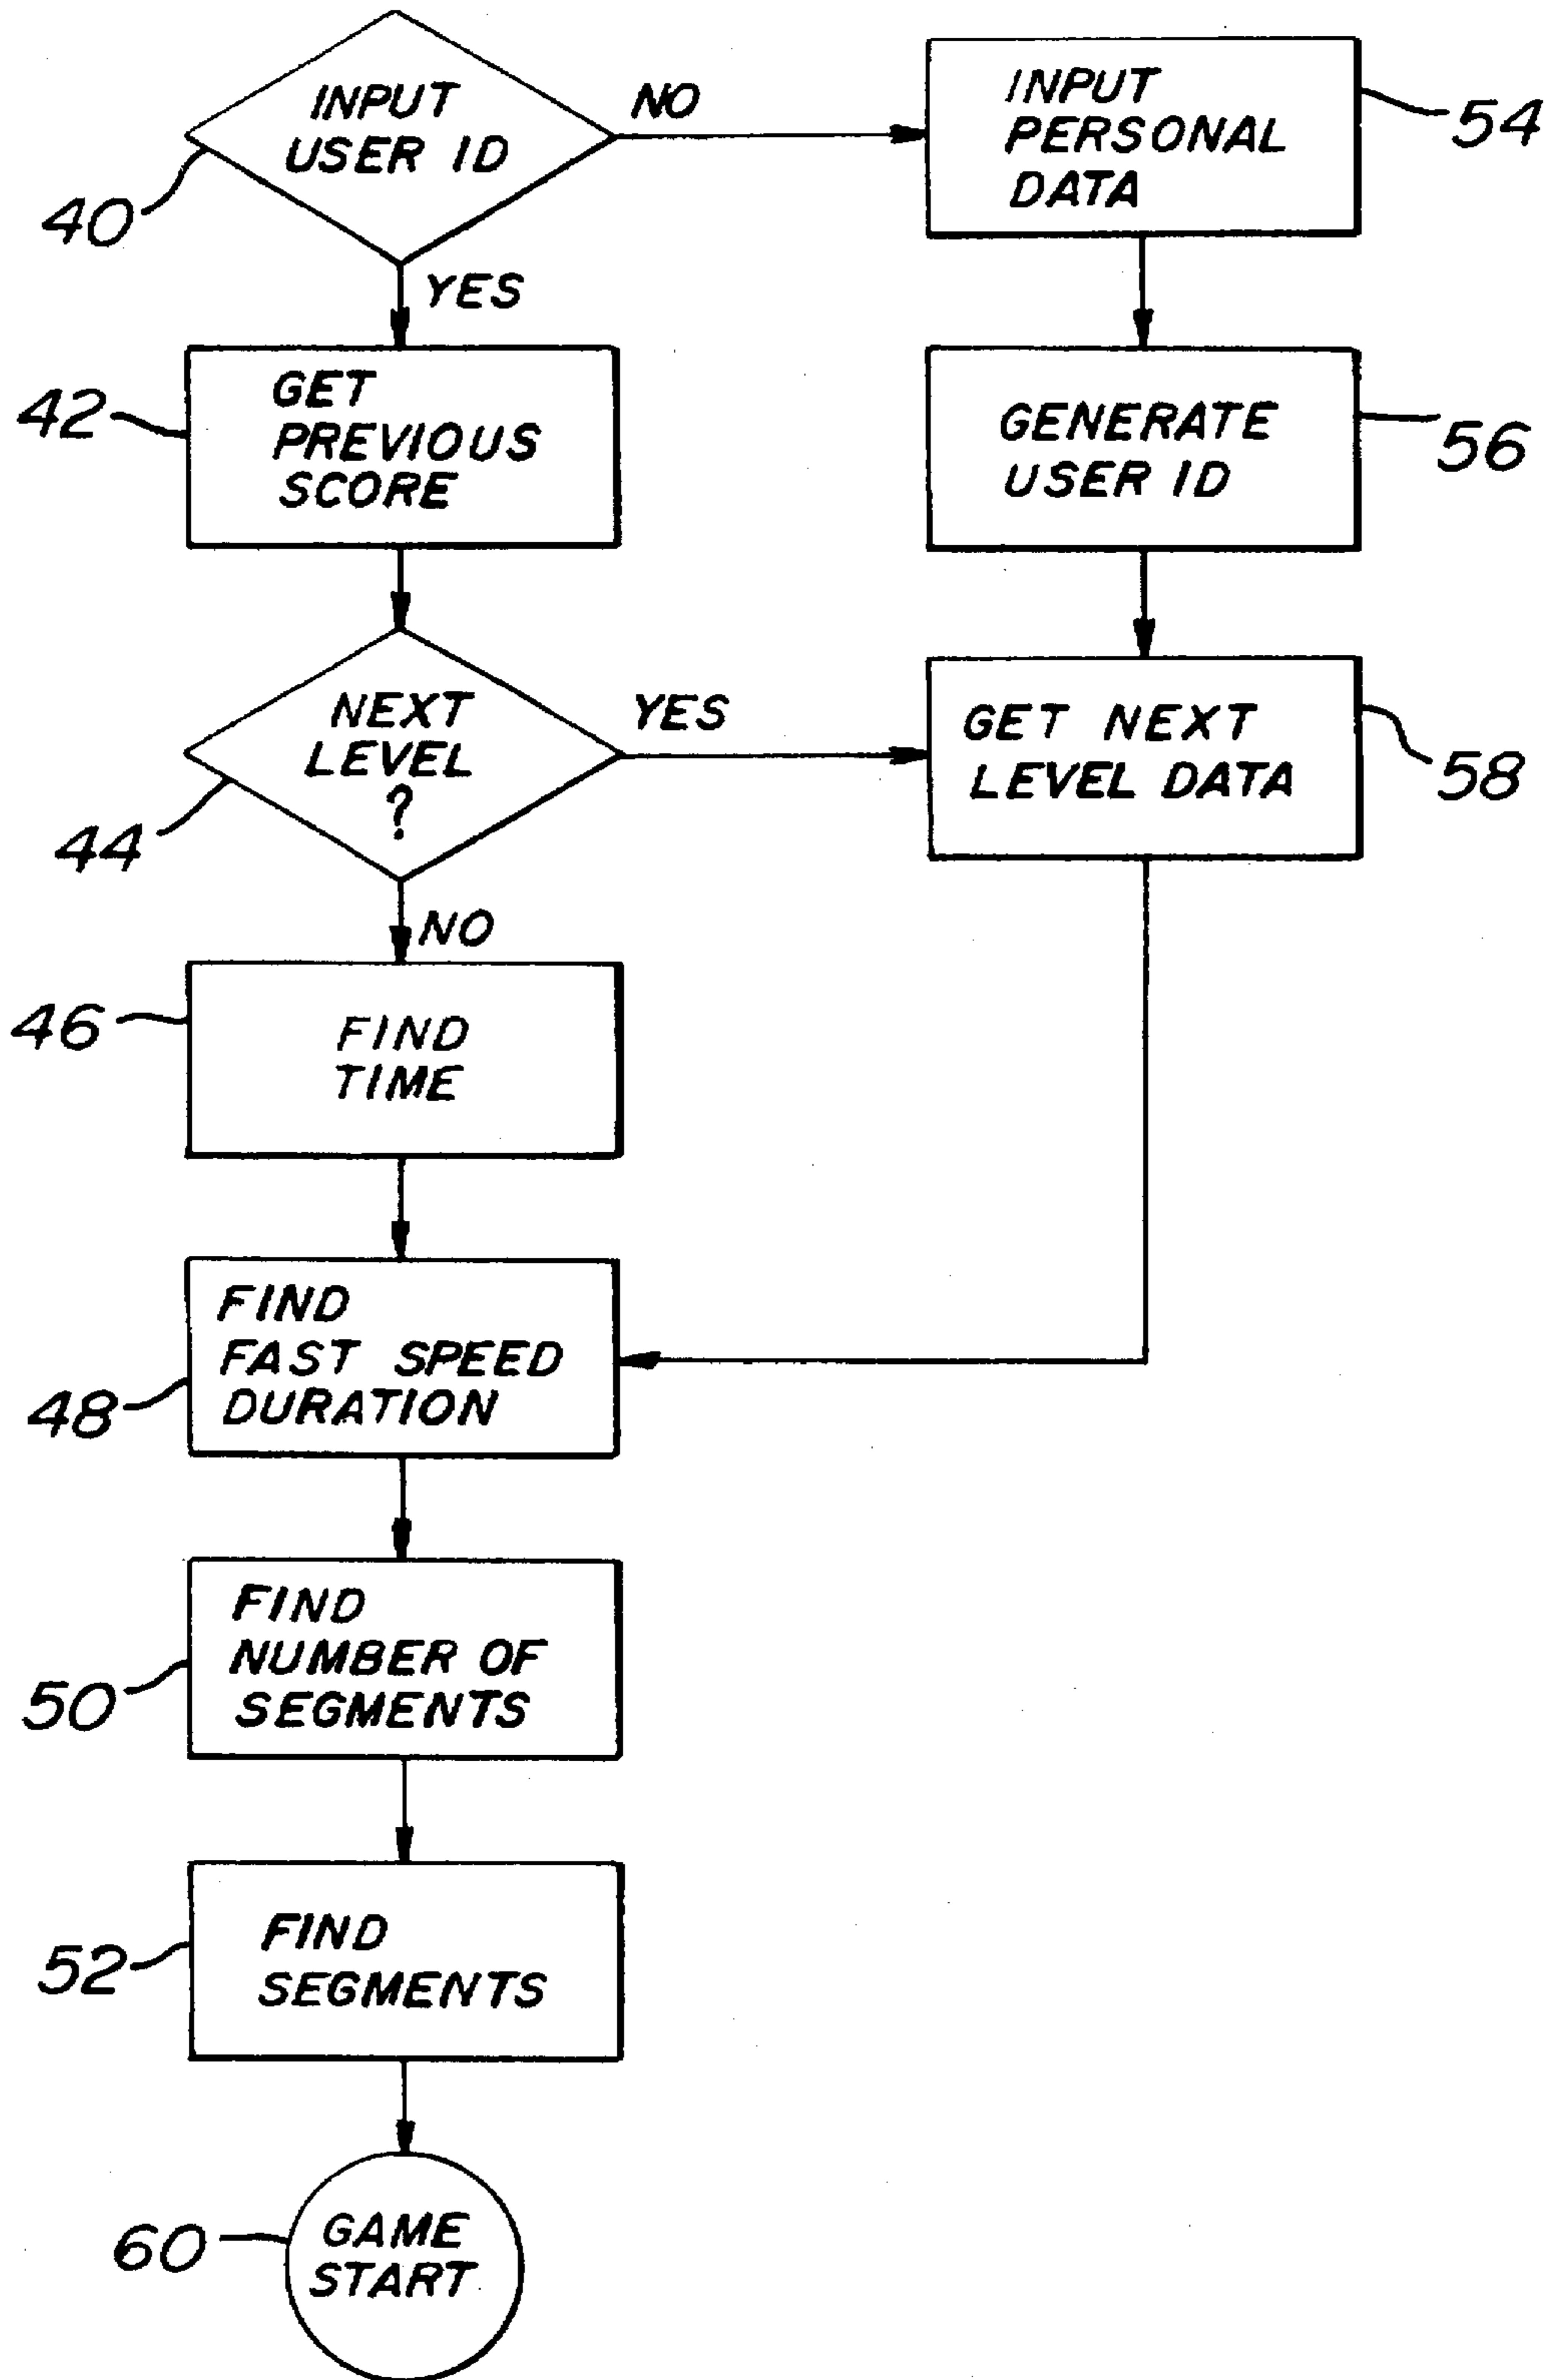 INPUT
USER ID
40
NO
YES
INPUT
PERSONAL
DATA
54
GET
PREVIOUS
SCORE
42
GENERATE
USER ID
56
NEXT
LEVEL
?
44
YES
NO
GET NEXT
LEVEL DATA
58
FIND
TIME
46
FIND
FAST SPEED
DURATION
48
FIND
NUMBER OF
SEGMENTS
50
FIND
SEGMENTS
52
GAME
START
60